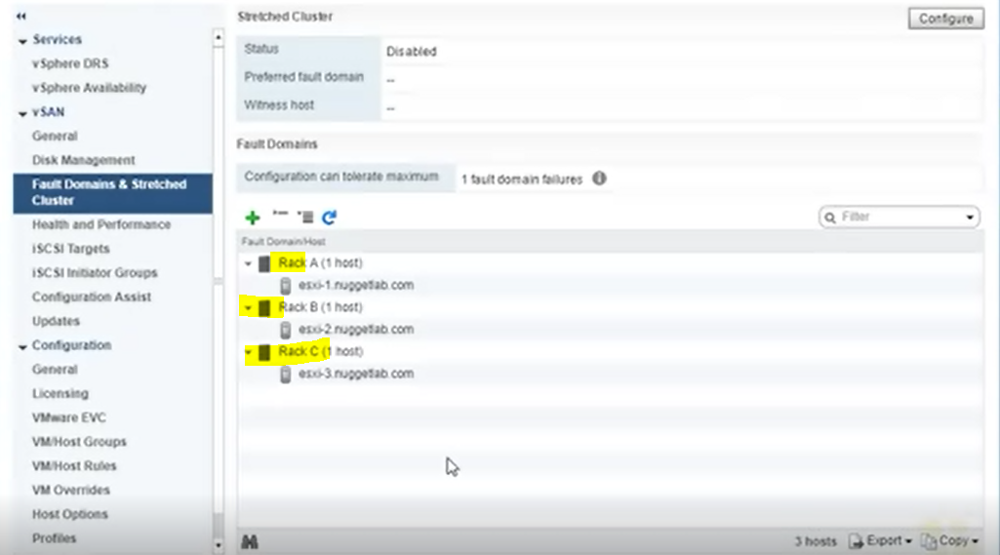 Services
vSphere DRS
vSphere Availability
vSAN
General
Disk Management
Fault Domains & Stretched
Cluster
Health and Performance
iSCSI Targets
iSCSI Initiator Groups
Configuration Assist
Updates
Configuration
General
Licensing
VMware EVC
VM/Host Groups
VM/Host Rules
VM Overrides
Host Options
Profiles
Stretched Cluster
Configure
Status Disabled
Preferred fault domain --
Witness host --
Fault Domains
Configuration can tolerate maximum 1 fault domain failures
Filter
Fault Domain/Host
Rack A (1 host)
esxi-1.nuggetlab.com
Rack B (1 host)
esxi-2.nuggetlab.com
Rack C (1 host)
esxi-3.nuggetlab.com
3 hosts Export Copy